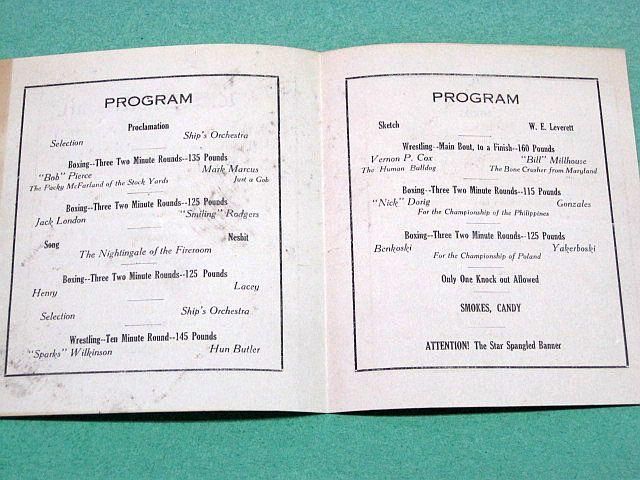 PROGRAM
Proclamation
Selection Ship's Orchestra
Boxing--Three Two Minute Rounds--135 Pounds
"Bob" Pierce Mark Marcus
The Packy McFarland of the Stock Yards Just a Gob
Boxing--Three Two Minute Rounds--125 Pounds
Jack London "Smiling" Rodgers
Song Nesbit
The Nightingale of the Fireroom
Boxing--Three Two Minute Rounds--125 Pounds
Henry Lacey
Selection Ship's Orchestra
Wrestling--Ten Minute Round--145 Pounds
"Sparks" Wilkinson Hun Butler
PROGRAM
Sketch W. E. Leverett
Wrestling--Main Bout, to a Finish--160 Pounds
Vernon P. Cox "Bill" Millhouse
The Human Bulldog The Bone Crusher from Maryland
Boxing--Three Two Minute Rounds--115 Pounds
"Nick" Dorig Gonzales
For the Championship of the Philippines
Boxing--Three Two Minute Rounds--125 Pounds
Benkoski Yakerboski
For the Championship of Poland
Only One Knock out Allowed
SMOKES, CANDY
ATTENTION! The Star Spangled Banner